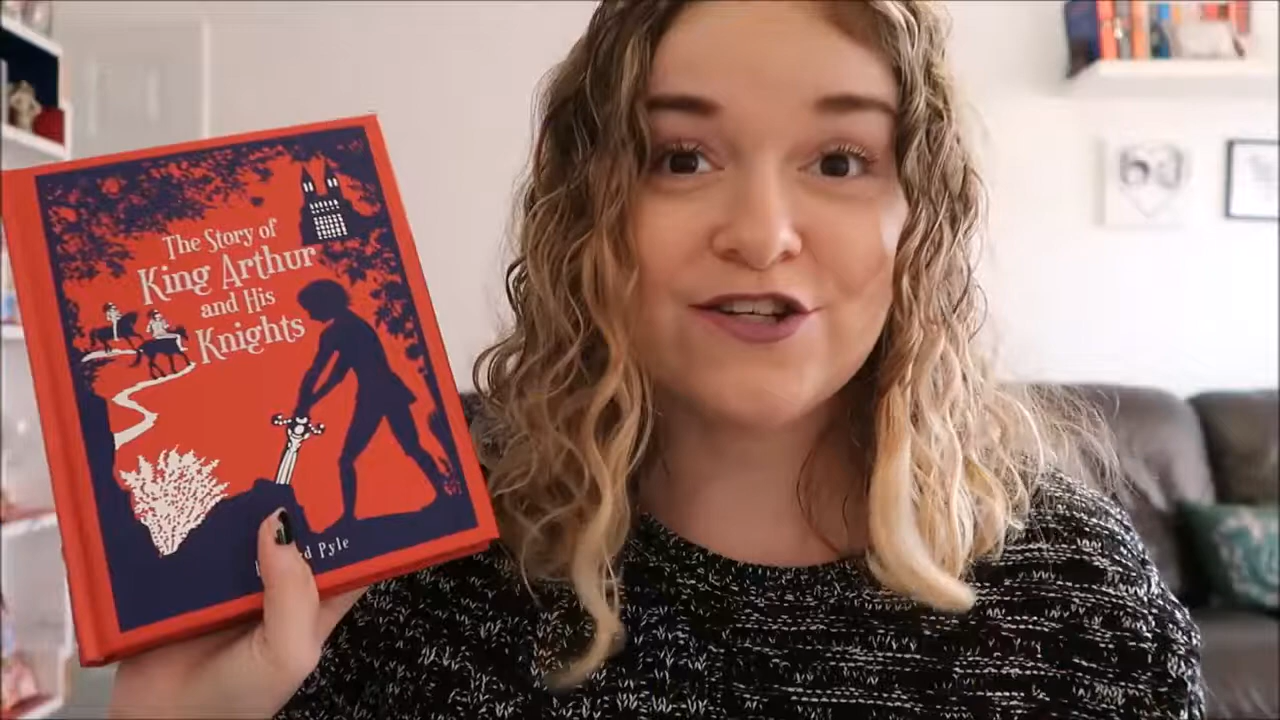 The Story of
King Arthur
and His
Knights
Pyle